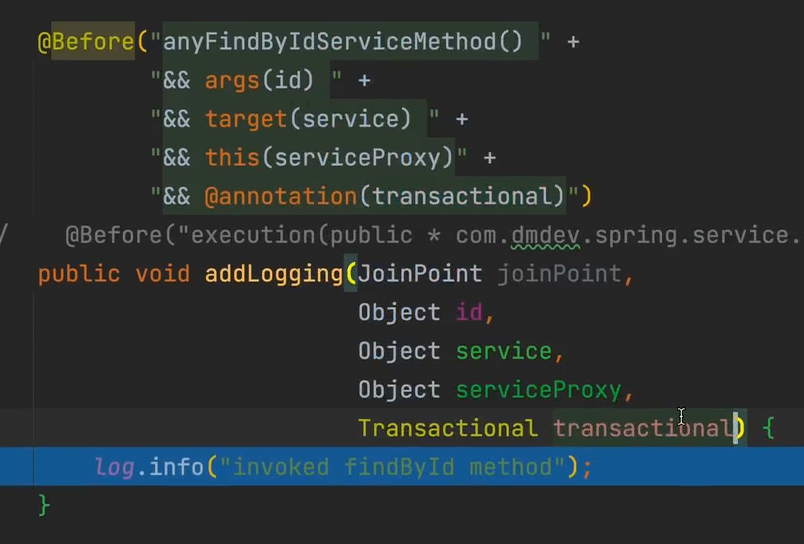 @Before("anyFindByIdServiceMethod() " +
"&& args(id) " +
"&& target(service) " +
"&& this(serviceProxy)" +
"&& @annotation(transactional)")
/ @Before("execution(public * com.dmdev.spring.service.
public void addLogging(JoinPoint joinPoint,
Object id,
Object service,
Object serviceProxy,
Transactional transactional) {
log.info("invoked findById method");
}